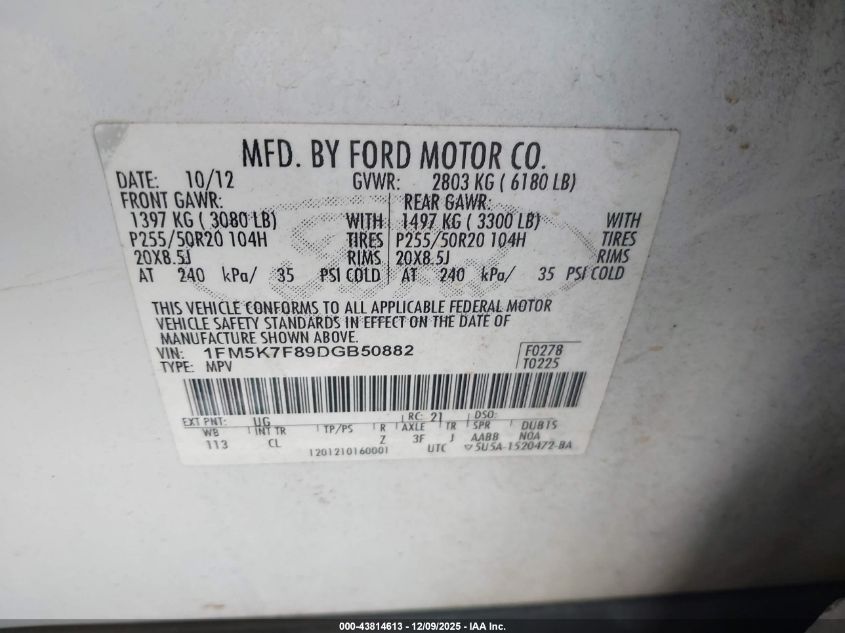 MFD. BY FORD MOTOR CO.
DATE: 10/12 GVWR: 2803 KG ( 6180 LB)
FRONT GAWR: REAR GAWR:
1397 KG ( 3080 LB) WITH 1497 KG ( 3300 LB) WITH
P255/50R20 104H TIRES P255/50R20 104H TIRES
20X8.5J RIMS 20X8.5J RIMS
AT 240 kPa/ 35 PSI COLD AT 240 kPa/ 35 PSI COLD
THIS VEHICLE CONFORMS TO ALL APPLICABLE FEDERAL MOTOR
VEHICLE SAFETY STANDARDS IN EFFECT ON THE DATE OF
MANUFACTURE SHOWN ABOVE.
VIN: 1FM5K7F89DGB50882 F0278
TYPE: MPV T0225
EXT PNT: UG RC: 21 DSO:
WB INT TR TP/PS R AXLE TR SPR DUB15
113 CL Z 3F J AABB N0A
1201210160001 UTC 5U5A-1520472-BA
000-43814613 - 12/09/2025 - IAA Inc.